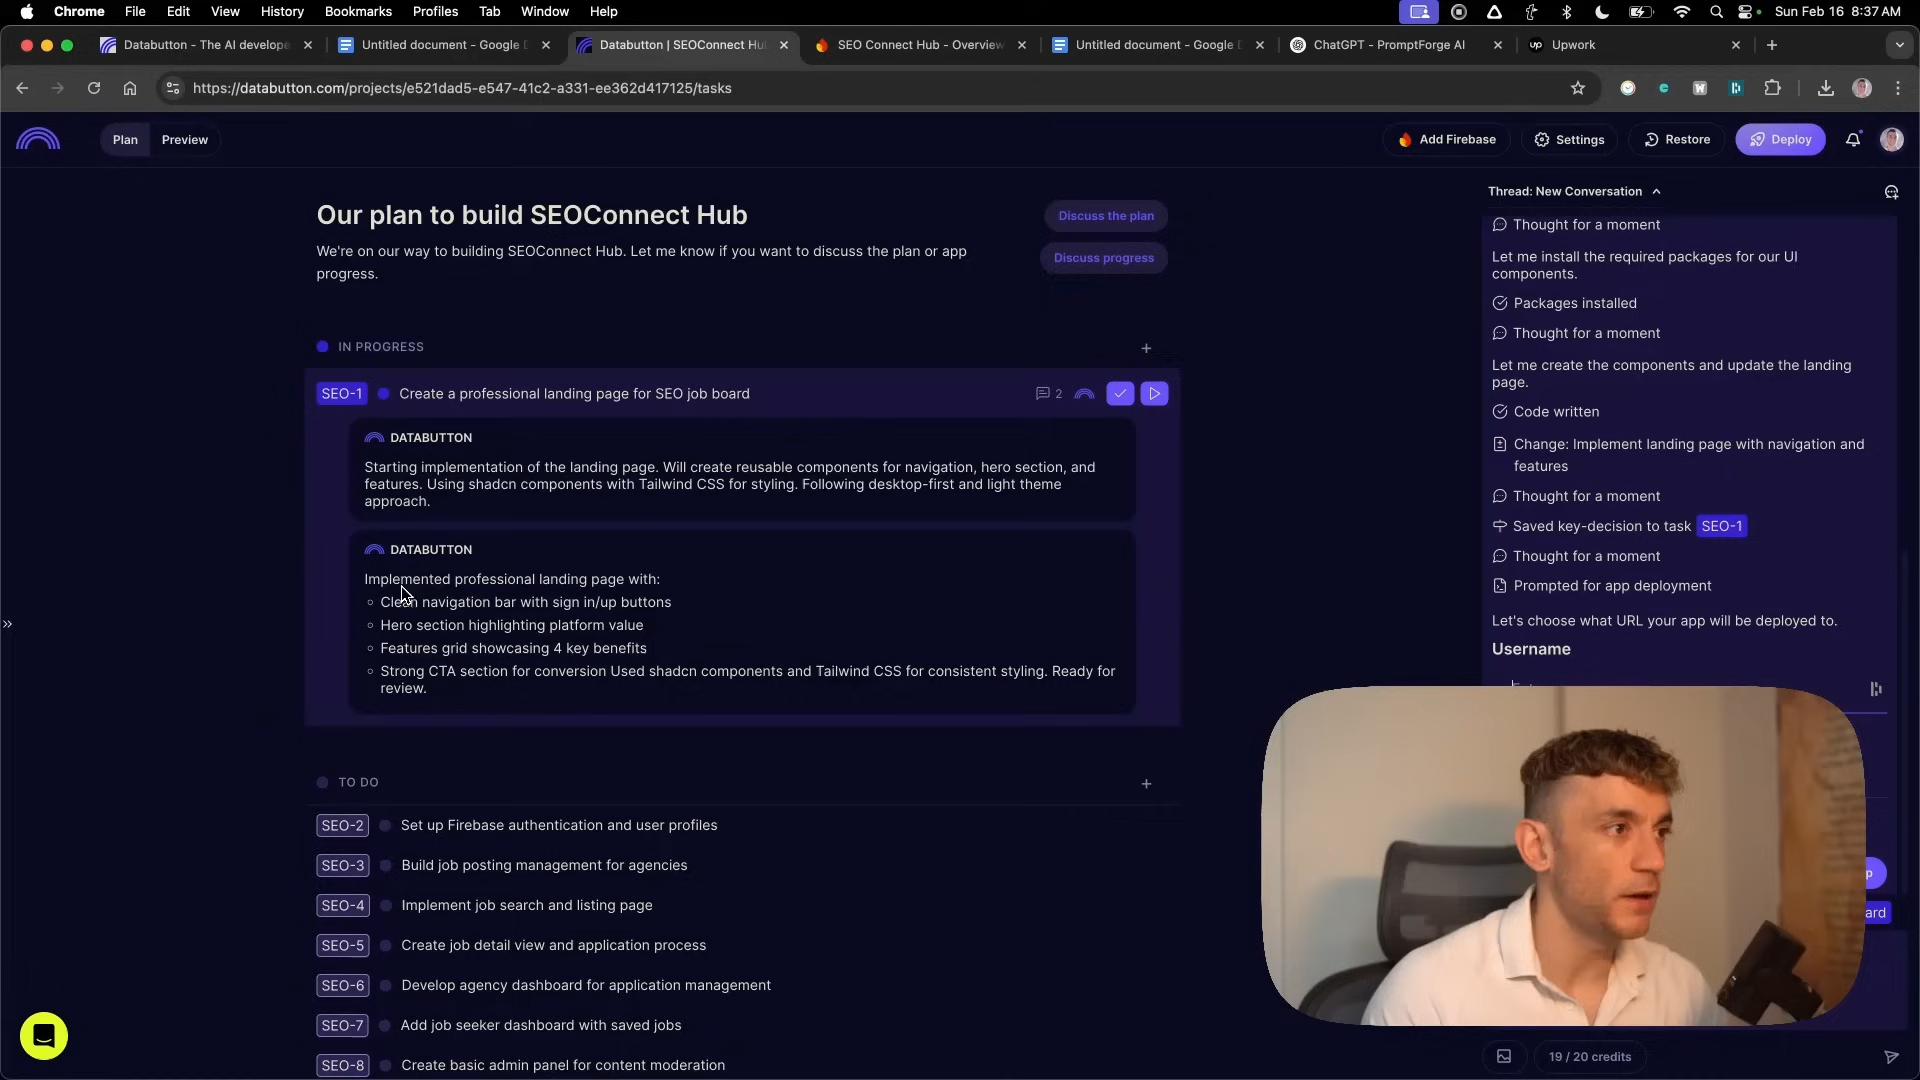 Chrome File Edit View History Bookmarks Profiles Tab Window Help Sun Feb 16 8:37 AM
Databutton - The AI develope
Untitled document - Google D
Databutton | SEOConnect Hu
SEO Connect Hub - Overview
Untitled document - Google D
ChatGPT - PromptForge AI
up Upwork
https://databutton.com/projects/e521dad5-e547-41c2-a331-ee362d417125/tasks
Plan Preview Add Firebase Settings Restore Deploy
Our plan to build SEOConnect Hub
Discuss the plan
We're on our way to building SEOConnect Hub. Let me know if you want to discuss the plan or app
progress.
Discuss progress
IN PROGRESS
SEO-1 Create a professional landing page for SEO job board 2
DATABUTTON
Starting implementation of the landing page. Will create reusable components for navigation, hero section, and
features. Using shadcn components with Tailwind CSS for styling. Following desktop-first and light theme
approach.
DATABUTTON
Implemented professional landing page with:
Clean navigation bar with sign in/up buttons
Hero section highlighting platform value
Features grid showcasing 4 key benefits
Strong CTA section for conversion Used shadcn components and Tailwind CSS for consistent styling. Ready for
review.
TO DO
SEO-2 Set up Firebase authentication and user profiles
SEO-3 Build job posting management for agencies
SEO-4 Implement job search and listing page
SEO-5 Create job detail view and application process
SEO-6 Develop agency dashboard for application management
SEO-7 Add job seeker dashboard with saved jobs
SEO-8 Create basic admin panel for content moderation
Thread: New Conversation
Thought for a moment
Let me install the required packages for our UI
components.
Packages installed
Thought for a moment
Let me create the components and update the landing
page.
Code written
Change: Implement landing page with navigation and
features
Thought for a moment
Saved key-decision to task SEO-1
Thought for a moment
Prompted for app deployment
Let's choose what URL your app will be deployed to.
Username
p
ard
19 / 20 credits